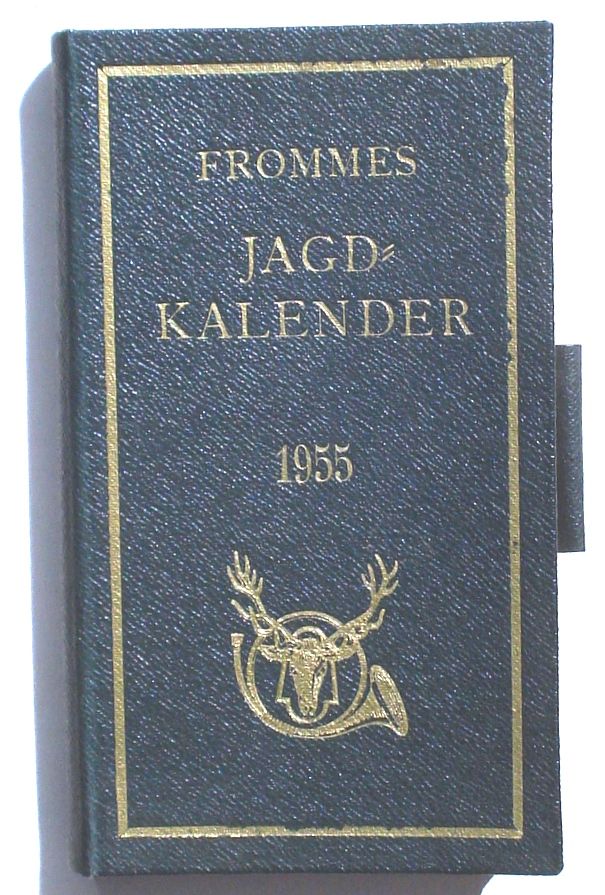 FROMMES
JAGD⸗
KALENDER
1955